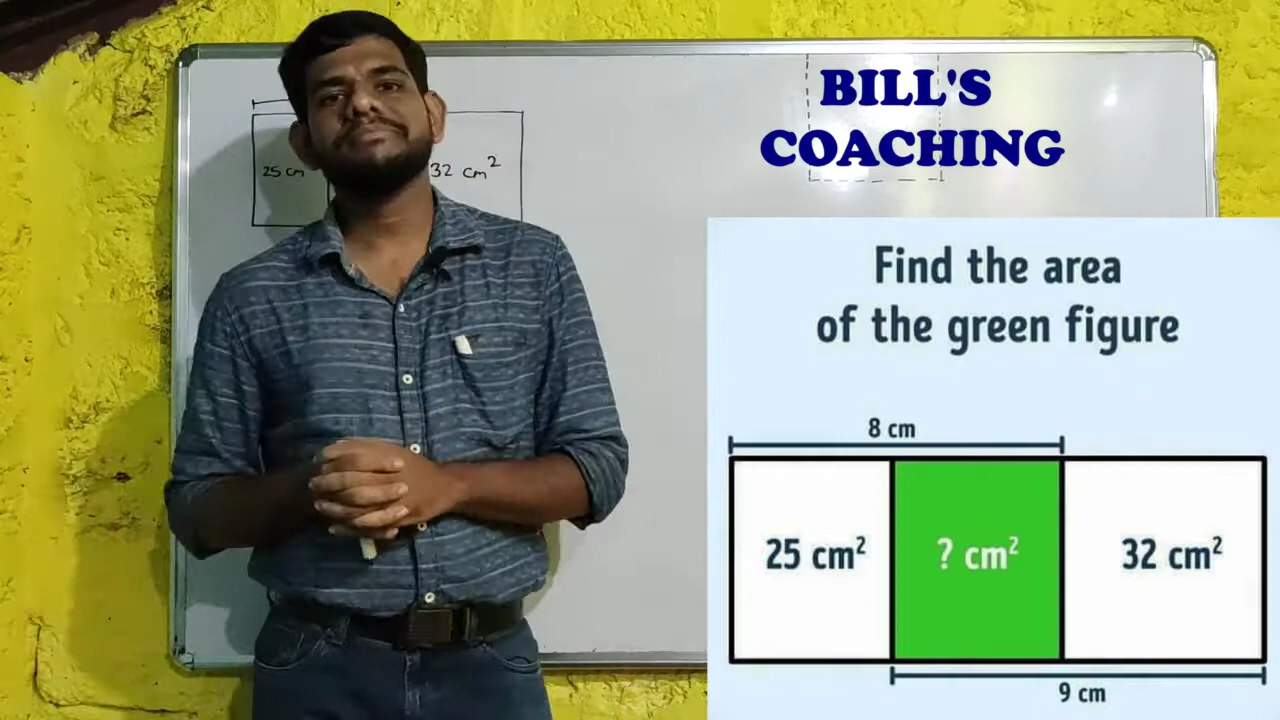 BILL'S
COACHING
25 cm
32 cm²
Find the area
of the green figure
8 cm
25 cm²
? cm²
32 cm²
9 cm